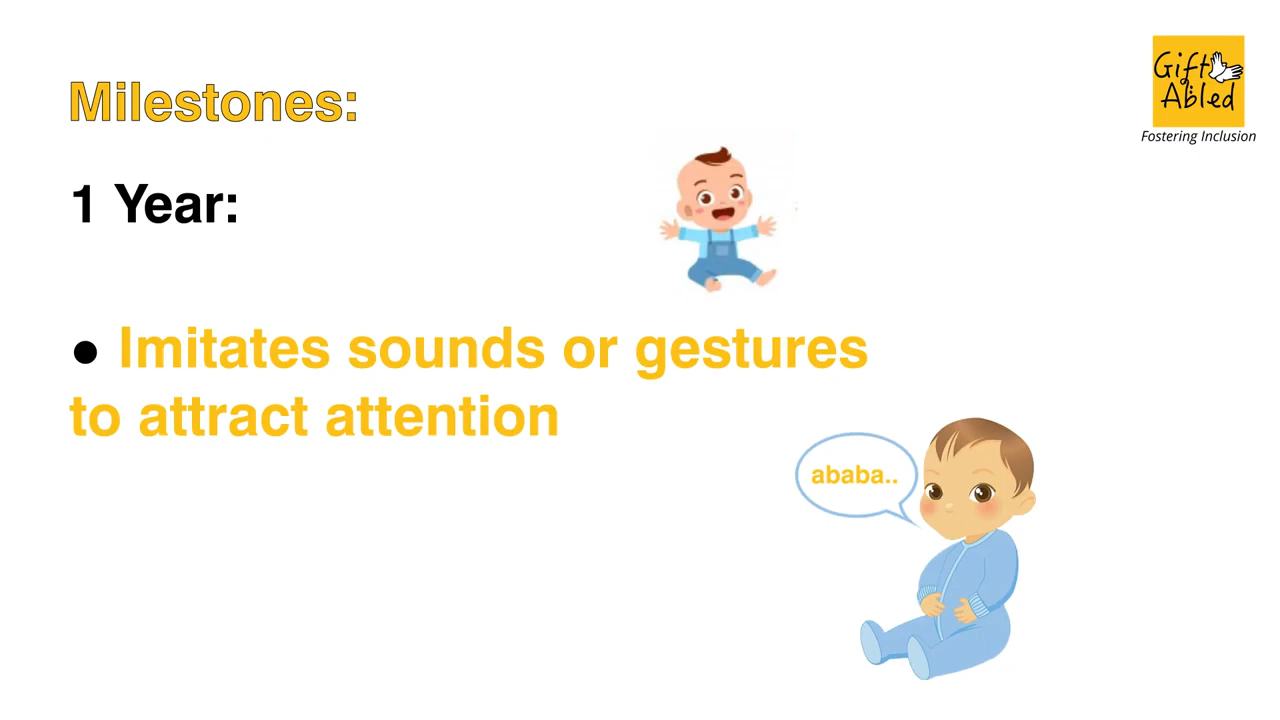 Gift
Abled
Fostering Inclusion
Milestones:
1 Year:
● Imitates sounds or gestures
to attract attention
ababa..